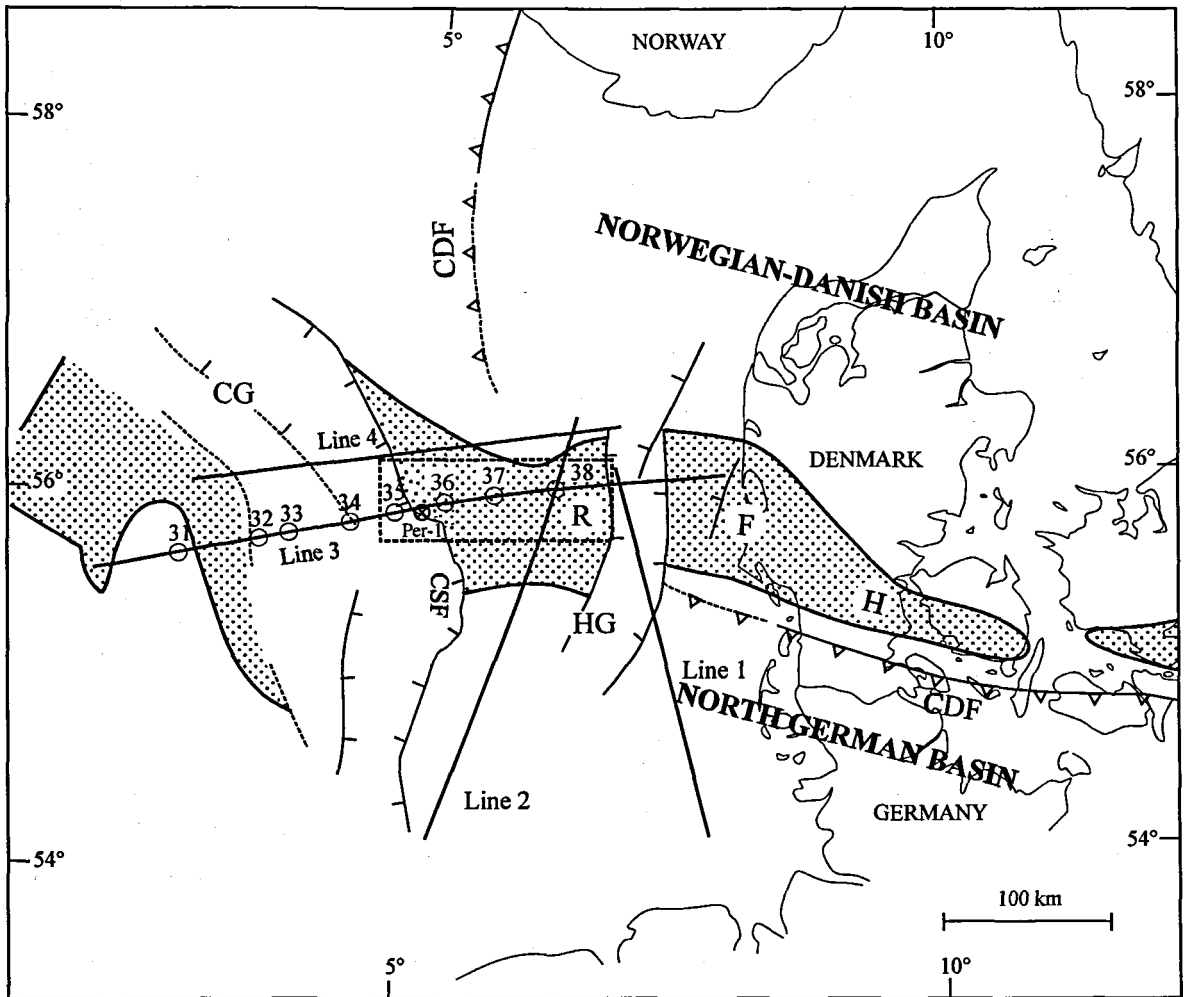 5°
10°
NORWAY
58°
58°
CDF
NORWEGIAN-DANISH BASIN
CG
Line 4
DENMARK
56°
56°
31
32
33
34
35
36
37
38
Per-1
Line 3
R
F
H
CSF
HG
Line 1
CDF
NORTH GERMAN BASIN
Line 2
GERMANY
54°
54°
100 km
5°
10°